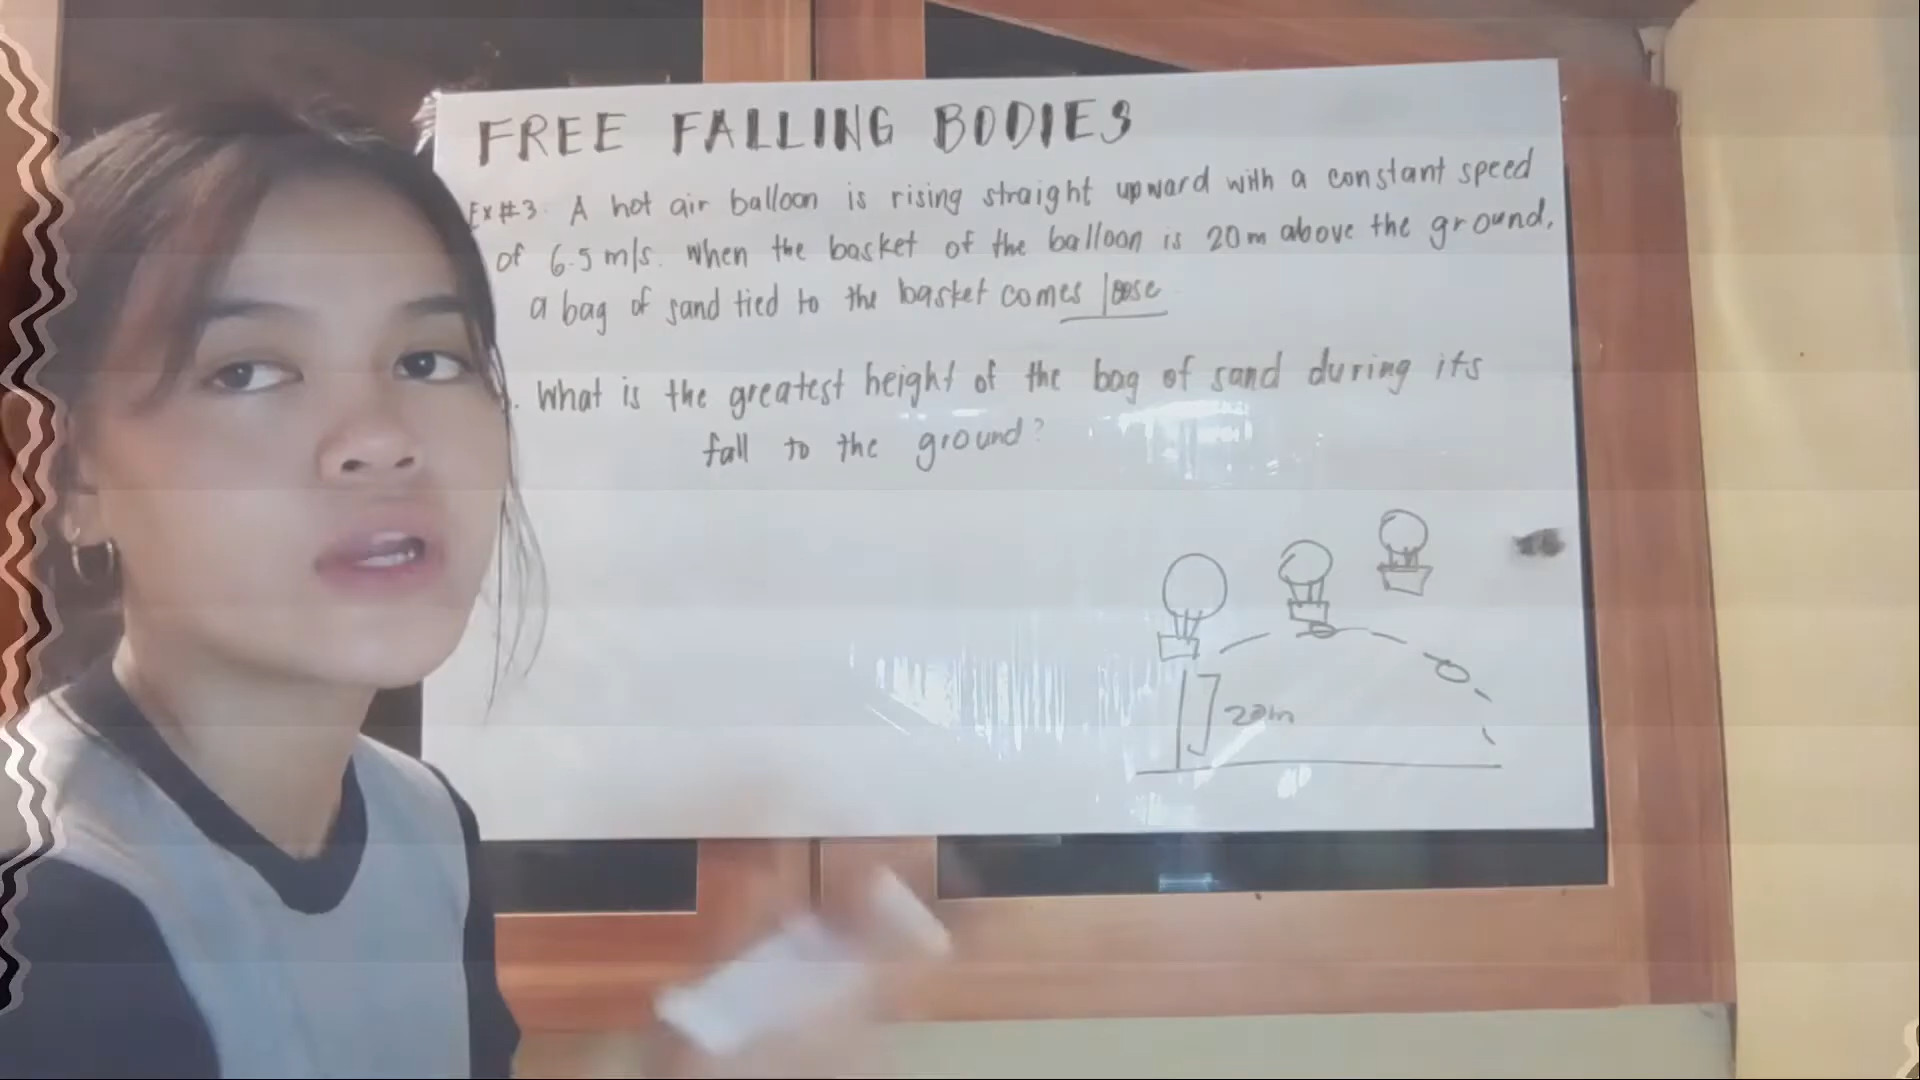 FREE FALLING BODIES
Ex #3: A hot air balloon is rising straight upward with a constant speed
of 6.5 m/s. When the basket of the balloon is 20m above the ground,
a bag of sand tied to the basket comes loose
. What is the greatest height of the bag of sand during its
fall to the ground?
20m